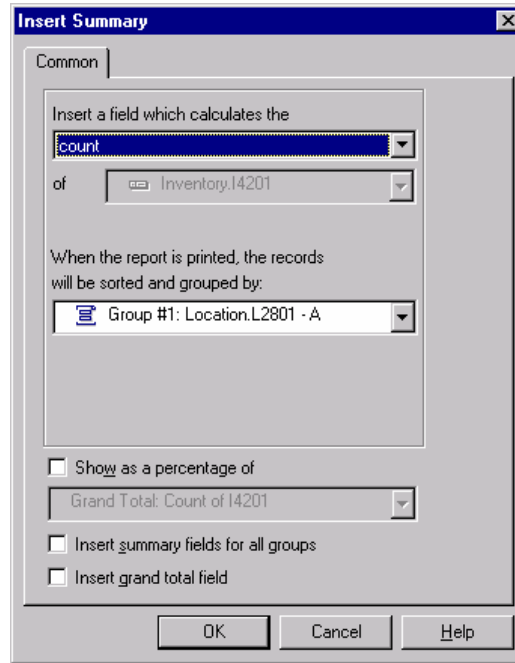 Insert Summary
Common
Insert a field which calculates the
count
of Inventory.I4201
When the report is printed, the records
will be sorted and grouped by:
Group #1: Location.L2801 - A
Show as a percentage of
Grand Total: Count of I4201
Insert summary fields for all groups
Insert grand total field
OK Cancel Help